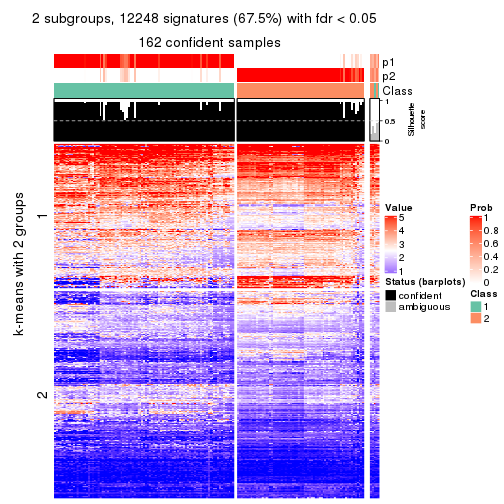 2 subgroups, 12248 signatures (67.5%) with fdr < 0.05
162 confident samples
p1
p2
Class
1
0.5
0
Silhouette
score
k-means with 2 groups
1
2
Value
5
4
3
2
1
Status (barplots)
confident
ambiguous
Prob
1
0.8
0.6
0.4
0.2
0
Class
1
2